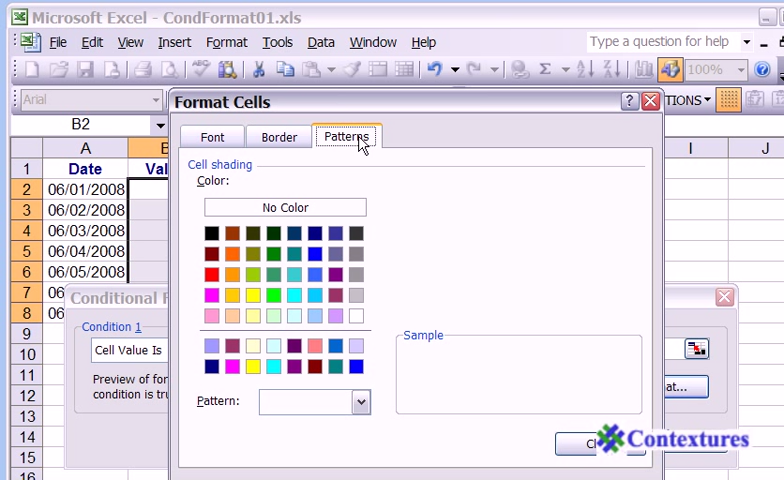 Microsoft Excel - CondFormat01.xls
File Edit View Insert Format Tools Data Window Help Type a question for help
100%
Arial
Format Cells
B2
Font Border Patterns
A I J
1 Date
Cell shading
Color:
No Color
2 06/01/2008
3 06/02/2008
4 06/03/2008
5 06/04/2008
6 06/05/2008
7
8
9
10
11
12
13
14
15
16
Conditional
Condition 1
Cell Value Is
Preview of
condition is
Sample
Pattern:
Contextures